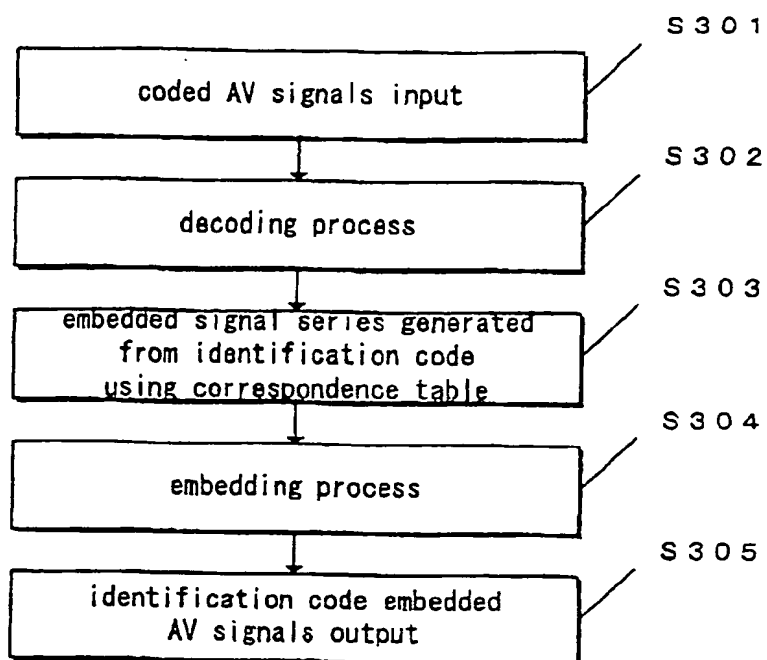 S301
coded AV signals input
S302
decoding process
S303
embedded signal series generated
from identification code
using correspondence table
S304
embedding process
S305
identification code embedded
AV signals output